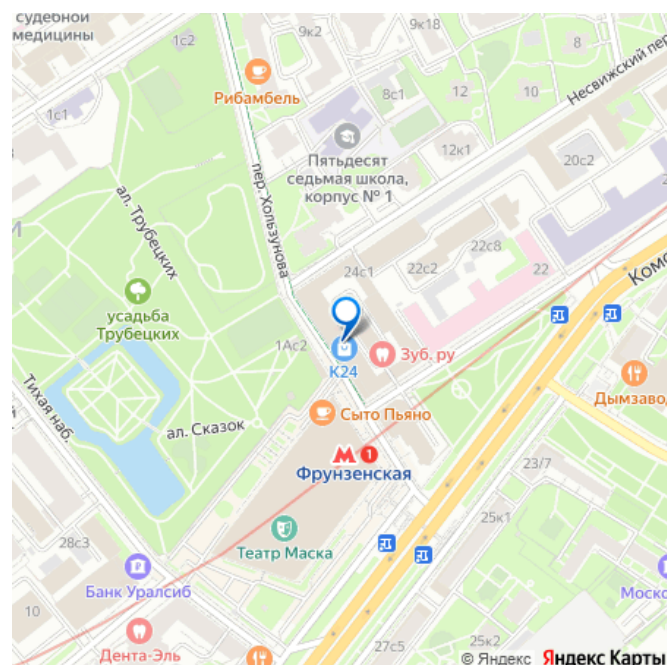 судебной
медицины
1с2
9к2
9к18
8
Рибамбель
8с1
12
10
Несвижский пер
1с1
12к1
20с2
Пятьдесят
седьмая школа,
корпус № 1
ал. Трубецких
пер. Хользунова
24с1
22с2
22с8
22
Комс
усадьба
Трубецких
1Ас2
К24
Зуб.ру
Дымзавод
Тихая наб.
ал. Сказок
Сыто Пьяно
1
Фрунзенская
23/7
25к1
28с3
Театр Маска
Банк Уралсиб
Моско
10
Дента-Эль
27с5
25к2
© Яндекс Яндекс Карты